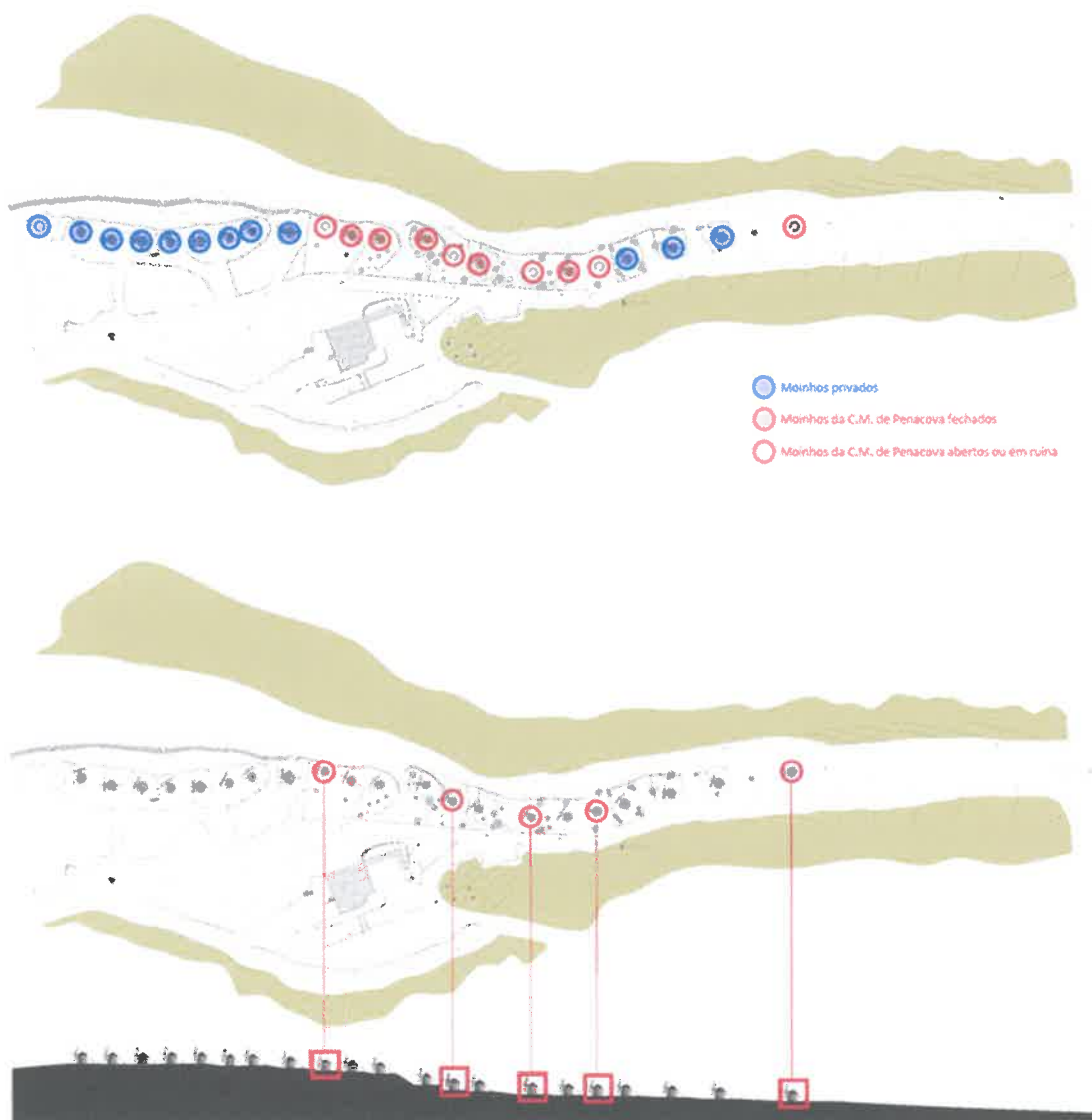 Moinhos privados
Moinhos da C.M. de Penacova fechados
Moinhos da C.M. de Penacova abertos ou em ruína